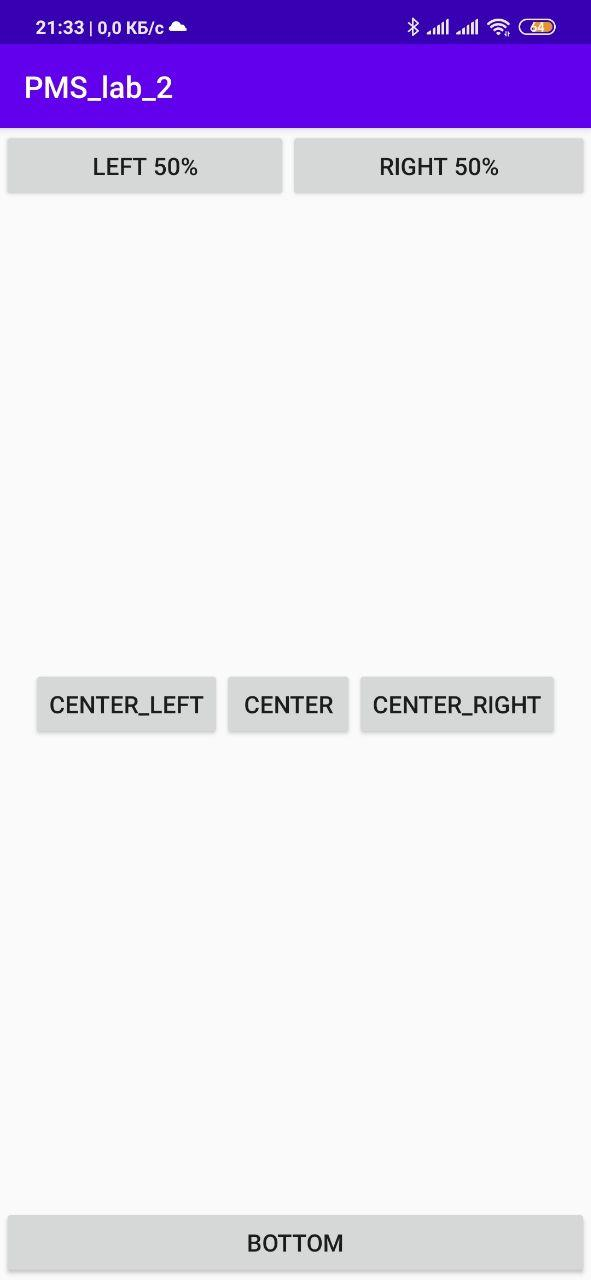 21:33 | 0,0 КБ/с
64
PMS_lab_2
LEFT 50% RIGHT 50%
CENTER_LEFT CENTER CENTER_RIGHT
BOTTOM